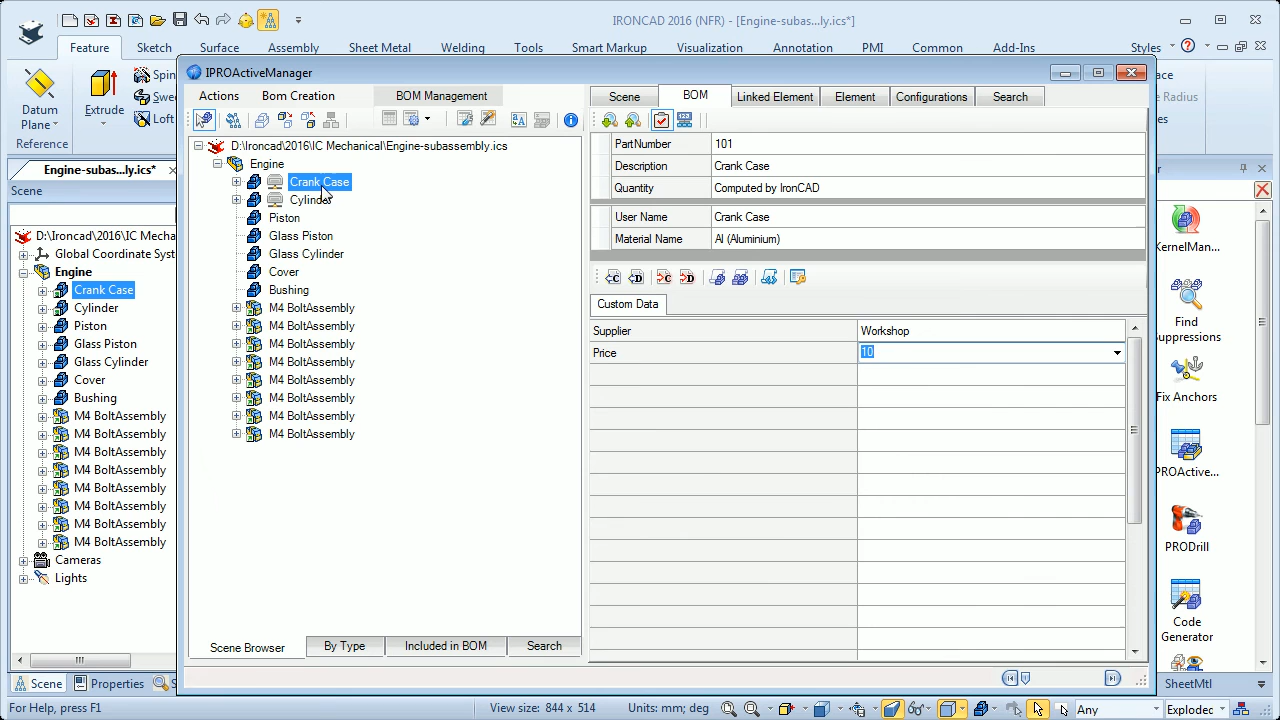 IRONCAD 2016 (NFR) - [Engine-subas...ly.ics*]
Feature
Sketch
Surface
Assembly
Sheet Metal
Welding
Tools
Smart Markup
Visualization
Annotation
PMI
Common
Add-Ins
Styles
Datum
Plane
Extrude
Spin
Swee
Loft
Reference
Feature
Engine-subas...ly.ics*
Scene
D:\Ironcad\2016\IC Mecha
Global Coordinate Syst
Engine
Crank Case
Cylinder
Piston
Glass Piston
Glass Cylinder
Cover
Bushing
M4 BoltAssembly
M4 BoltAssembly
M4 BoltAssembly
M4 BoltAssembly
M4 BoltAssembly
M4 BoltAssembly
M4 BoltAssembly
M4 BoltAssembly
Cameras
Lights
Scene
Properties
IPROActiveManager
Actions
Bom Creation
BOM Management
D:\Ironcad\2016\IC Mechanical\Engine-subassembly.ics
Engine
Crank Case
Cylinder
Piston
Glass Piston
Glass Cylinder
Cover
Bushing
M4 BoltAssembly
M4 BoltAssembly
M4 BoltAssembly
M4 BoltAssembly
M4 BoltAssembly
M4 BoltAssembly
M4 BoltAssembly
M4 BoltAssembly
Scene Browser
By Type
Included in BOM
Search
Scene
BOM
Linked Element
Element
Configurations
Search
PartNumber 101
Description Crank Case
Quantity Computed by IronCAD
User Name Crank Case
Material Name Al (Aluminium)
Custom Data
Supplier Workshop
Price 10
KernelMan...
Find
uppressions
Fix Anchors
PROActive...
PRODrill
Code
Generator
SheetMtl
For Help, press F1
View size: 844 x 514
Units: mm; deg
Any
Explodec